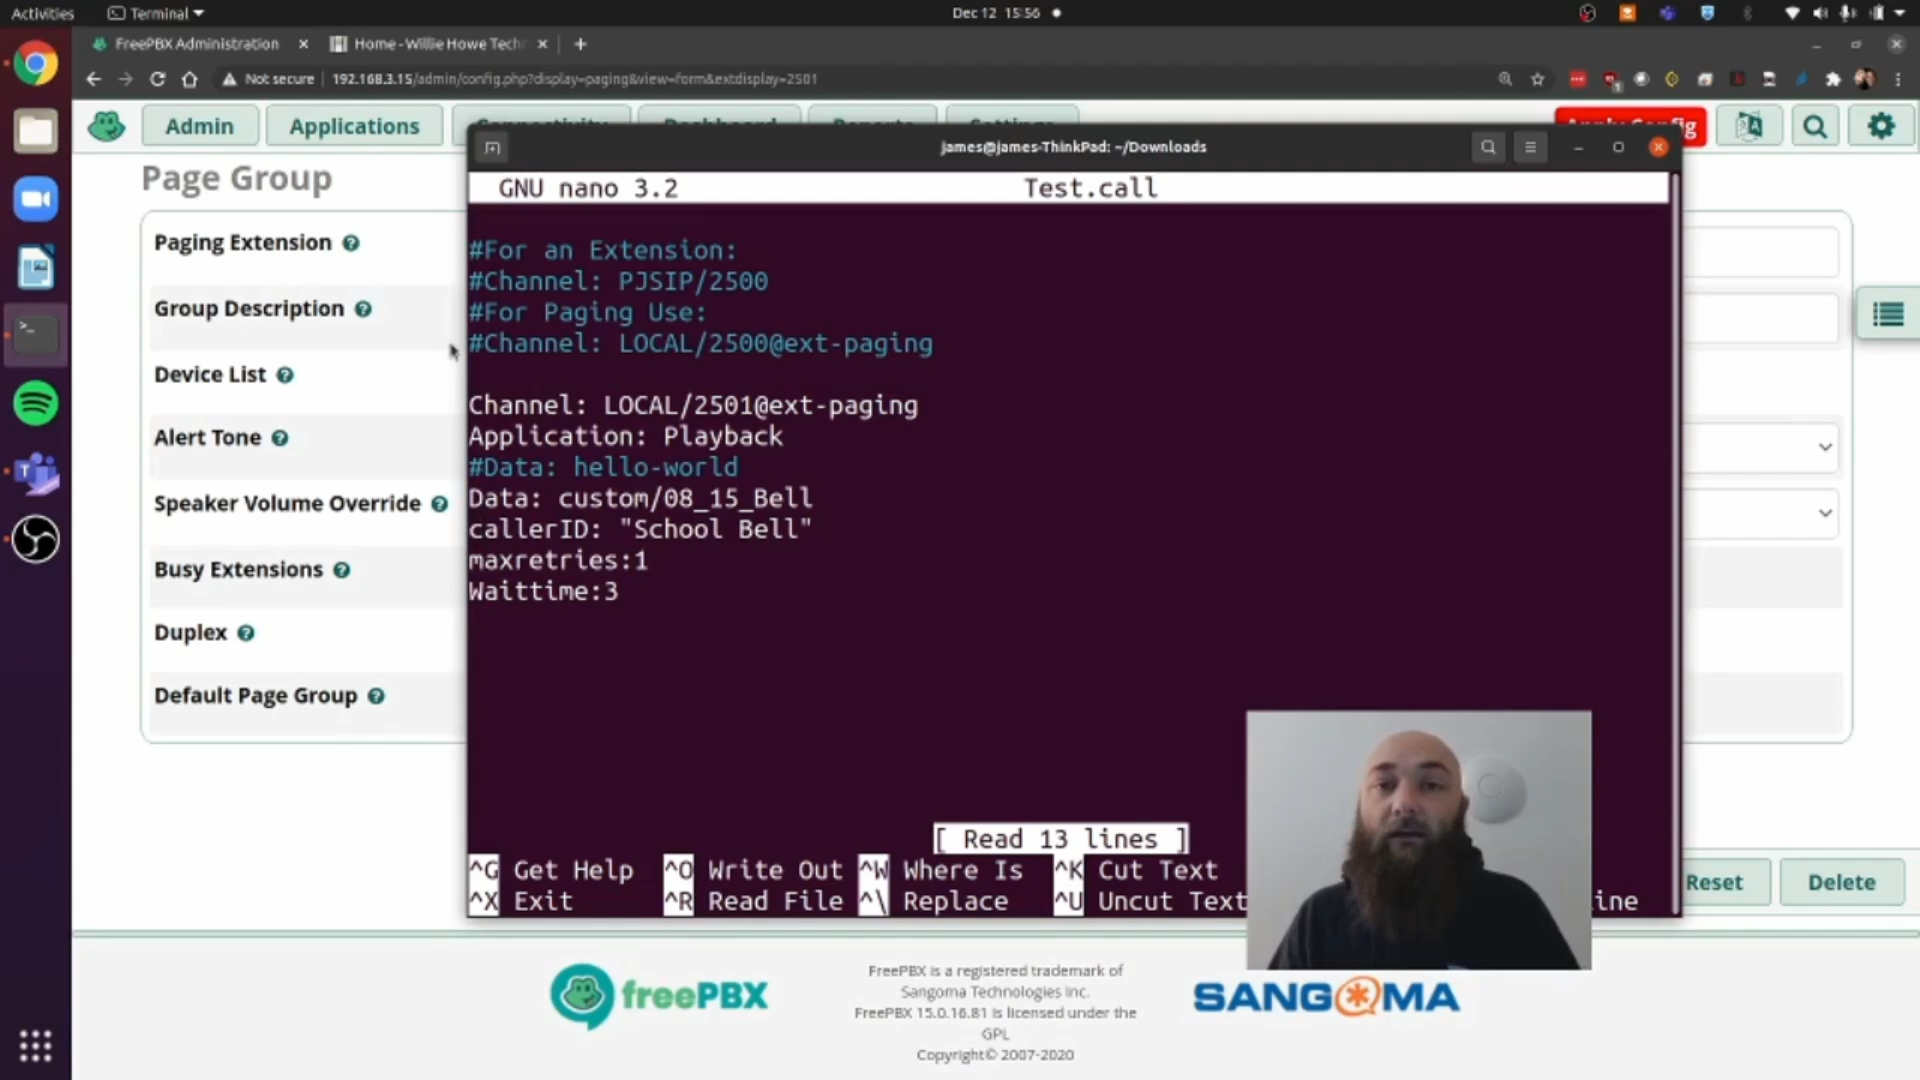 Activities
Terminal
Dec 12 15:56
FreePBX Administration
Home - Willie Howe Tech
Not secure
192.168.3.15/admin/config.php?display=paging&view=form&extdisplay=2501
Admin
Applications
Connectivity
Dashboard
Reports
Settings
Apply Config
james@james-ThinkPad: ~/Downloads
Page Group
Paging Extension
Group Description
Device List
Alert Tone
Speaker Volume Override
Busy Extensions
Duplex
Default Page Group
GNU nano 3.2
Test.call
#For an Extension:
#Channel: PJSIP/2500
#For Paging Use:
#Channel: LOCAL/2500@ext-paging
Channel: LOCAL/2501@ext-paging
Application: Playback
#Data: hello-world
Data: custom/08_15_Bell
callerID: "School Bell"
maxretries:1
Waittime:3
[ Read 13 lines ]
^G Get Help
^O Write Out
^W Where Is
^K Cut Text
^X Exit
^R Read File
^\ Replace
^U Uncut Text
ine
Reset
Delete
freePBX
FreePBX is a registered trademark of
Sangoma Technologies Inc.
FreePBX 15.0.16.81 is licensed under the
GPL
Copyright© 2007-2020
SANGOMA